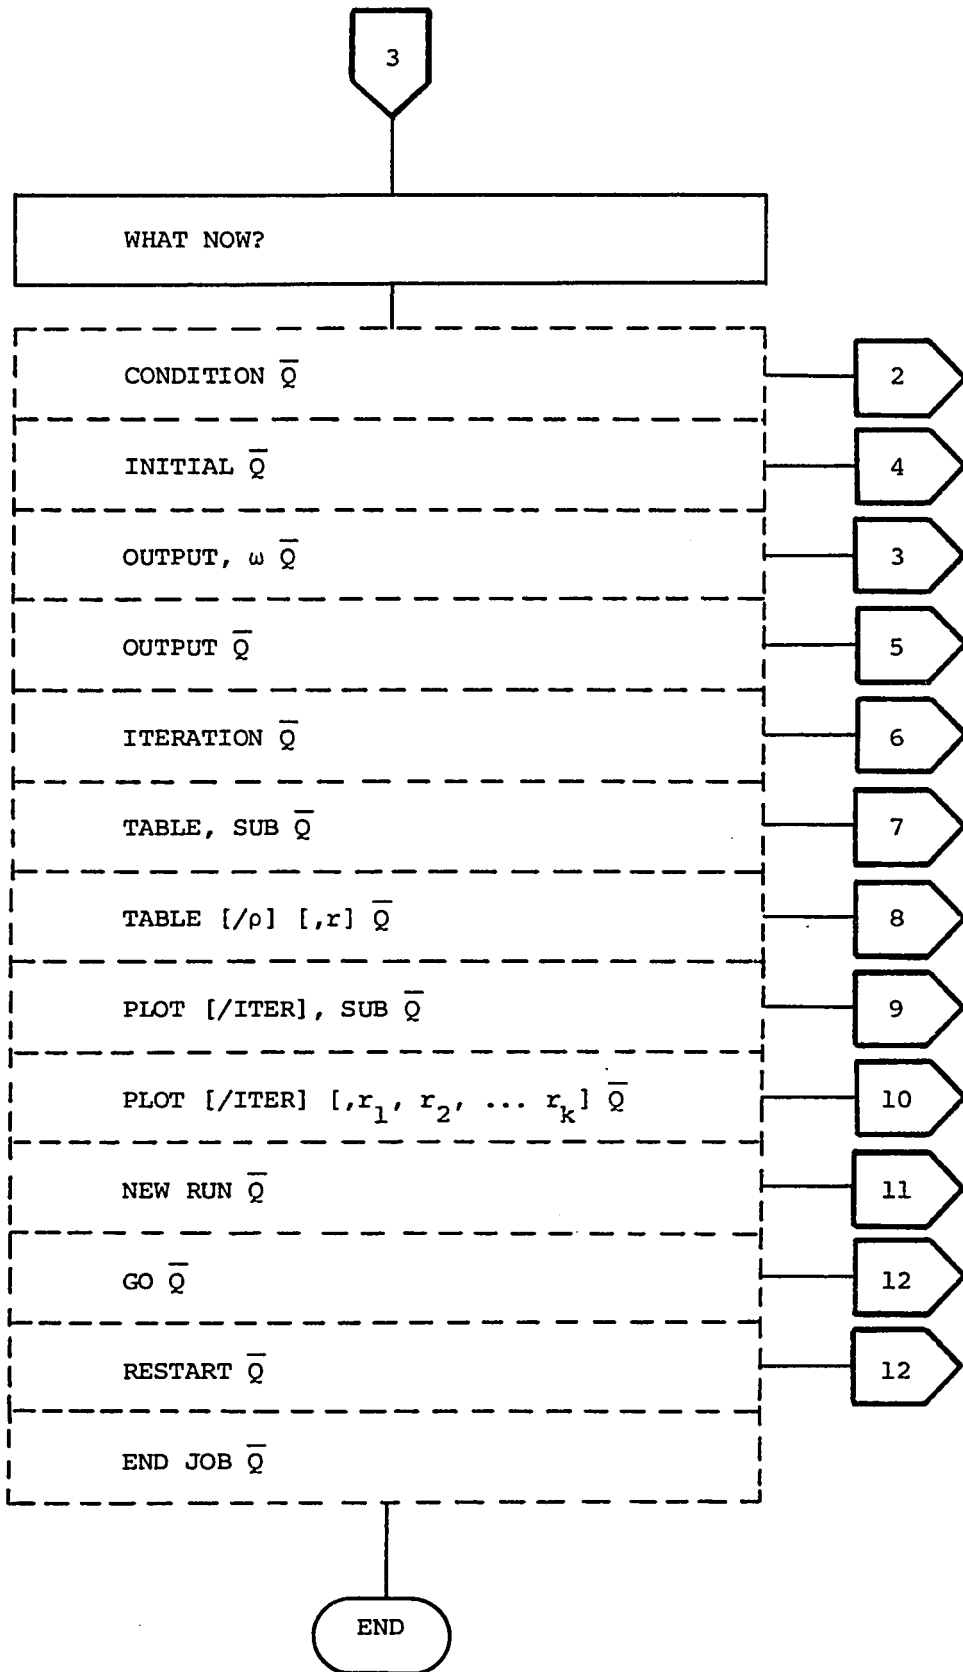 3
WHAT NOW?
CONDITION Q̅ 2
INITIAL Q̅ 4
OUTPUT, ω Q̅ 3
OUTPUT Q̅ 5
ITERATION Q̅ 6
TABLE, SUB Q̅ 7
TABLE [/ρ] [,r] Q̅ 8
PLOT [/ITER], SUB Q̅ 9
PLOT [/ITER] [,r₁, r₂, ... rₖ] Q̅ 10
NEW RUN Q̅ 11
GO Q̅ 12
RESTART Q̅ 12
END JOB Q̅
END